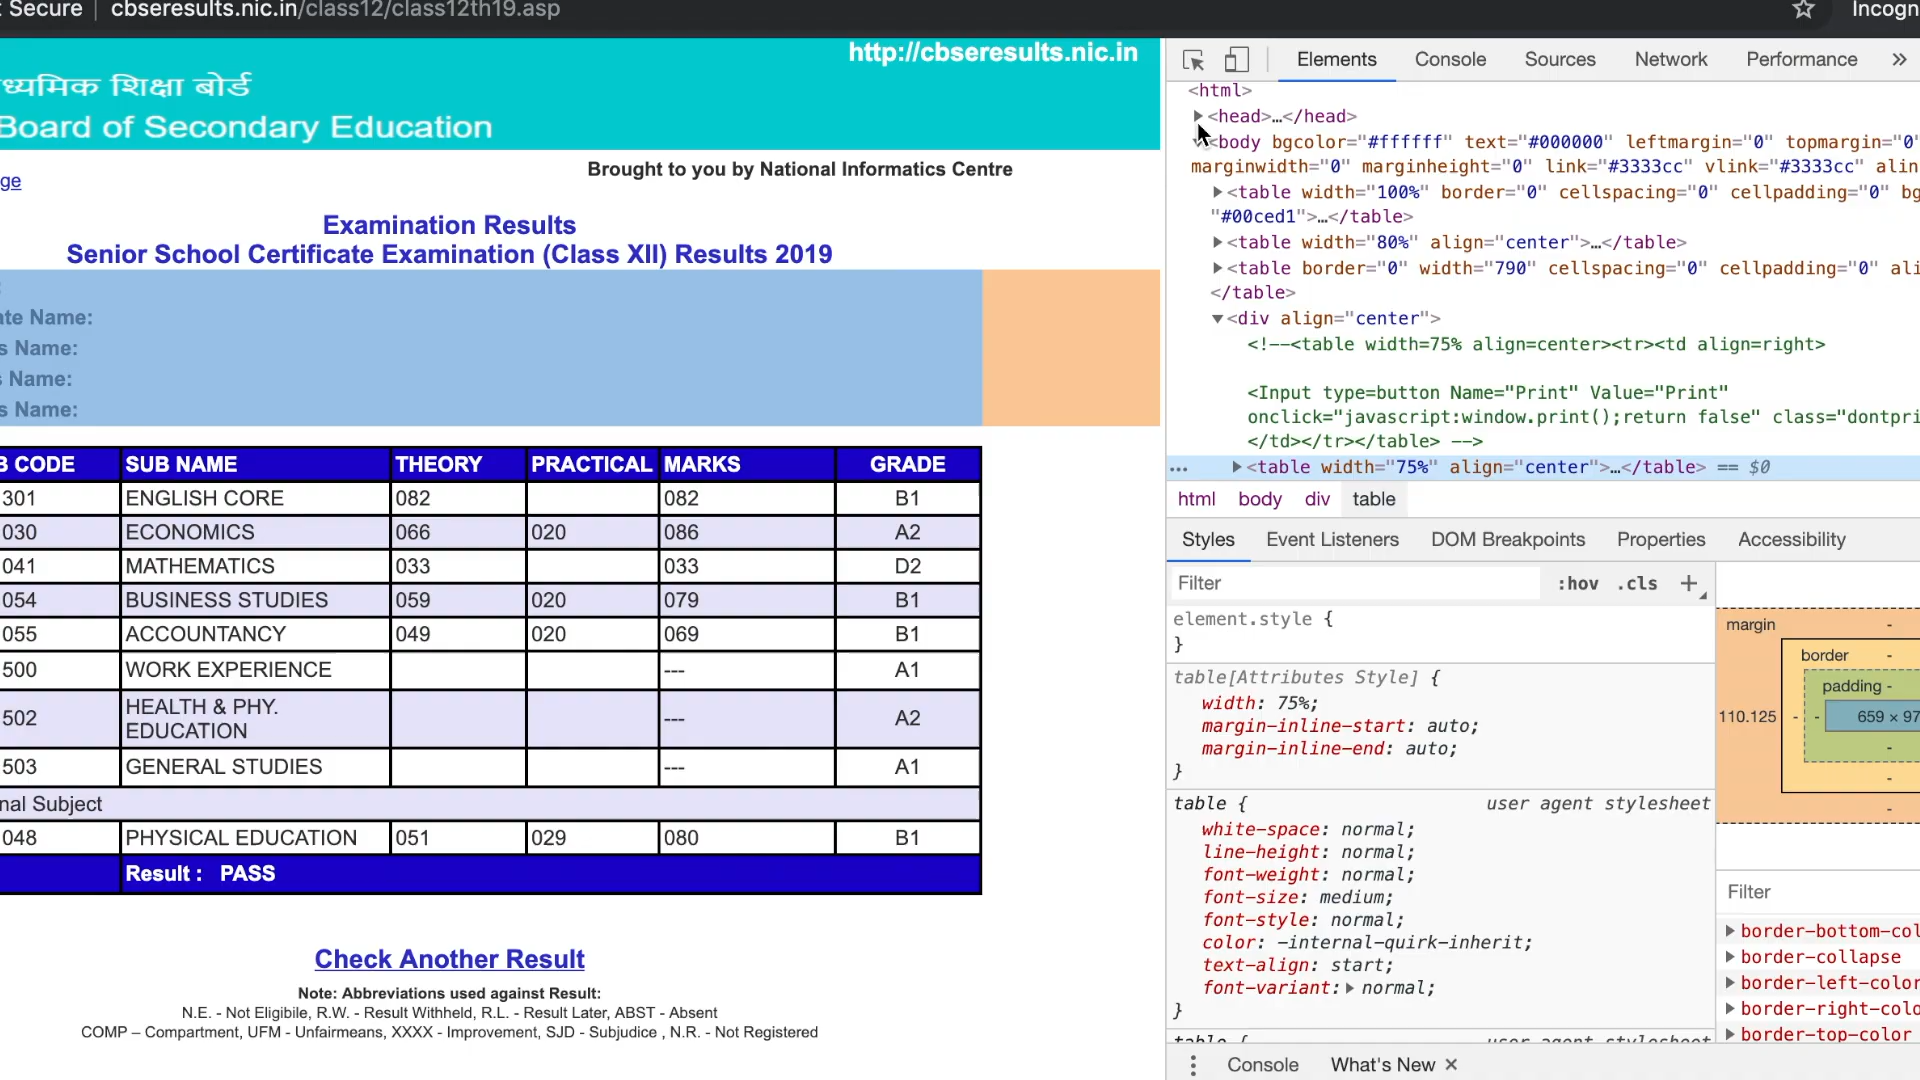 Secure | cbseresults.nic.in/class12/class12th19.asp
Incogn
http://cbseresults.nic.in
ध्यमिक शिक्षा बोर्ड
Board of Secondary Education
Brought to you by National Informatics Centre
ge
Examination Results
Senior School Certificate Examination (Class XII) Results 2019
:
ate Name:
s Name:
s Name:
s Name:
B CODE SUB NAME THEORY PRACTICAL MARKS GRADE
301 ENGLISH CORE 082 082 B1
030 ECONOMICS 066 020 086 A2
041 MATHEMATICS 033 033 D2
054 BUSINESS STUDIES 059 020 079 B1
055 ACCOUNTANCY 049 020 069 B1
500 WORK EXPERIENCE --- A1
502 HEALTH & PHY. EDUCATION --- A2
503 GENERAL STUDIES --- A1
nal Subject
048 PHYSICAL EDUCATION 051 029 080 B1
Result : PASS
Check Another Result
Note: Abbreviations used against Result:
N.E. - Not Eligibile, R.W. - Result Withheld, R.L. - Result Later, ABST - Absent
COMP – Compartment, UFM - Unfairmeans, XXXX - Improvement, SJD - Subjudice , N.R. - Not Registered
Elements Console Sources Network Performance »
<html>
<head>…</head>
<body bgcolor="#ffffff" text="#000000" leftmargin="0" topmargin="0"
marginwidth="0" marginheight="0" link="#3333cc" vlink="#3333cc" alin
<table width="100%" border="0" cellspacing="0" cellpadding="0" bg
"#00ced1">…</table>
<table width="80%" align="center">…</table>
<table border="0" width="790" cellspacing="0" cellpadding="0" ali
</table>
<div align="center">
<!--<table width=75% align=center><tr><td align=right>
<Input type=button Name="Print" Value="Print"
onclick="javascript:window.print();return false" class="dontpri
</td></tr></table> -->
… <table width="75%" align="center">…</table> == $0
html body div table
Styles Event Listeners DOM Breakpoints Properties Accessibility
Filter :hov .cls +
element.style {
}
table[Attributes Style] {
width: 75%;
margin-inline-start: auto;
margin-inline-end: auto;
}
table { user agent stylesheet
white-space: normal;
line-height: normal;
font-weight: normal;
font-size: medium;
font-style: normal;
color: -internal-quirk-inherit;
text-align: start;
font-variant: normal;
}
table { user agent stylesheet
margin -
border -
padding -
110.125 - - 659 × 97
-
-
-
Filter
border-bottom-col
border-collapse
border-left-color
border-right-colo
border-top-color
Console What's New ×